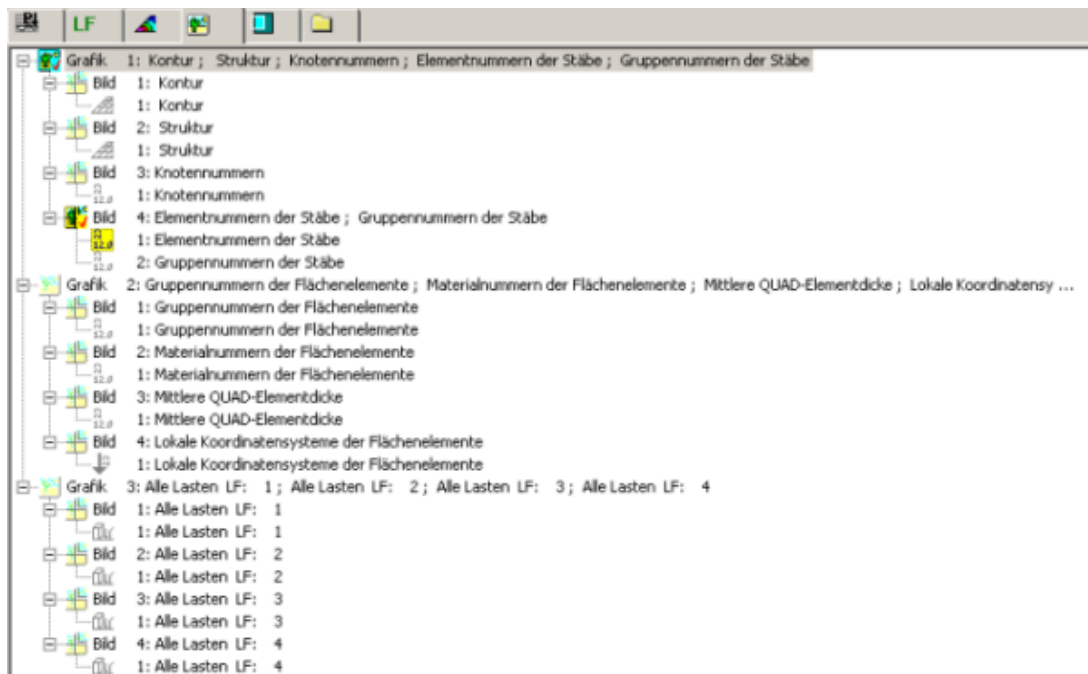 LF
Grafik 1: Kontur ; Struktur ; Knotennummern ; Elementnummern der Stäbe ; Gruppennummern der Stäbe
Bild 1: Kontur
1: Kontur
Bild 2: Struktur
1: Struktur
Bild 3: Knotennummern
1: Knotennummern
Bild 4: Elementnummern der Stäbe ; Gruppennummern der Stäbe
1: Elementnummern der Stäbe
2: Gruppennummern der Stäbe
Grafik 2: Gruppennummern der Flächenelemente ; Materialnummern der Flächenelemente ; Mittlere QUAD-Elementdicke ; Lokale Koordinatensy ...
Bild 1: Gruppennummern der Flächenelemente
1: Gruppennummern der Flächenelemente
Bild 2: Materialnummern der Flächenelemente
1: Materialnummern der Flächenelemente
Bild 3: Mittlere QUAD-Elementdicke
1: Mittlere QUAD-Elementdicke
Bild 4: Lokale Koordinatensysteme der Flächenelemente
1: Lokale Koordinatensysteme der Flächenelemente
Grafik 3: Alle Lasten LF: 1 ; Alle Lasten LF: 2 ; Alle Lasten LF: 3 ; Alle Lasten LF: 4
Bild 1: Alle Lasten LF: 1
1: Alle Lasten LF: 1
Bild 2: Alle Lasten LF: 2
1: Alle Lasten LF: 2
Bild 3: Alle Lasten LF: 3
1: Alle Lasten LF: 3
Bild 4: Alle Lasten LF: 4
1: Alle Lasten LF: 4